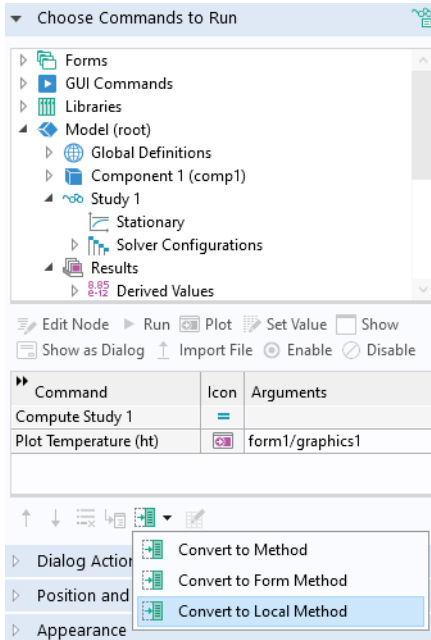 Choose Commands to Run
Forms
GUI Commands
Libraries
Model (root)
Global Definitions
Component 1 (comp1)
Study 1
Stationary
Solver Configurations
Results
8.85
e-12 Derived Values
Edit Node Run Plot Set Value Show
Show as Dialog Import File Enable Disable
Command Icon Arguments
Compute Study 1 =
Plot Temperature (ht) form1/graphics1
Convert to Method
Dialog Action
Convert to Form Method
Position and
Convert to Local Method
Appearance